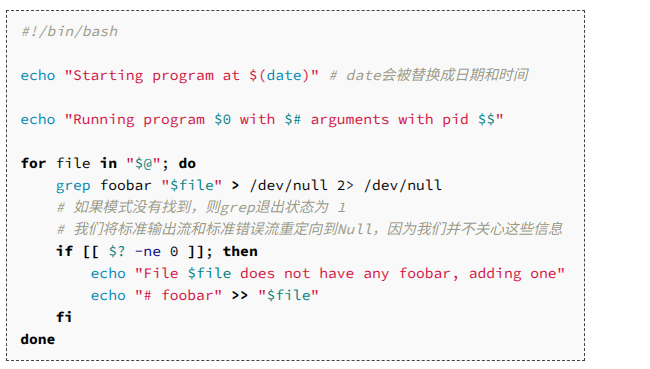 #!/bin/bash
echo "Starting program at $(date)" # date会被替换成日期和时间
echo "Running program $0 with $# arguments with pid $$"
for file in "$@"; do
    grep foobar "$file" > /dev/null 2> /dev/null
    # 如果模式没有找到，则grep退出状态为 1
    # 我们将标准输出流和标准错误流重定向到Null，因为我们并不关心这些信息
    if [[ $? -ne 0 ]]; then
        echo "File $file does not have any foobar, adding one"
        echo "# foobar" >> "$file"
    fi
done